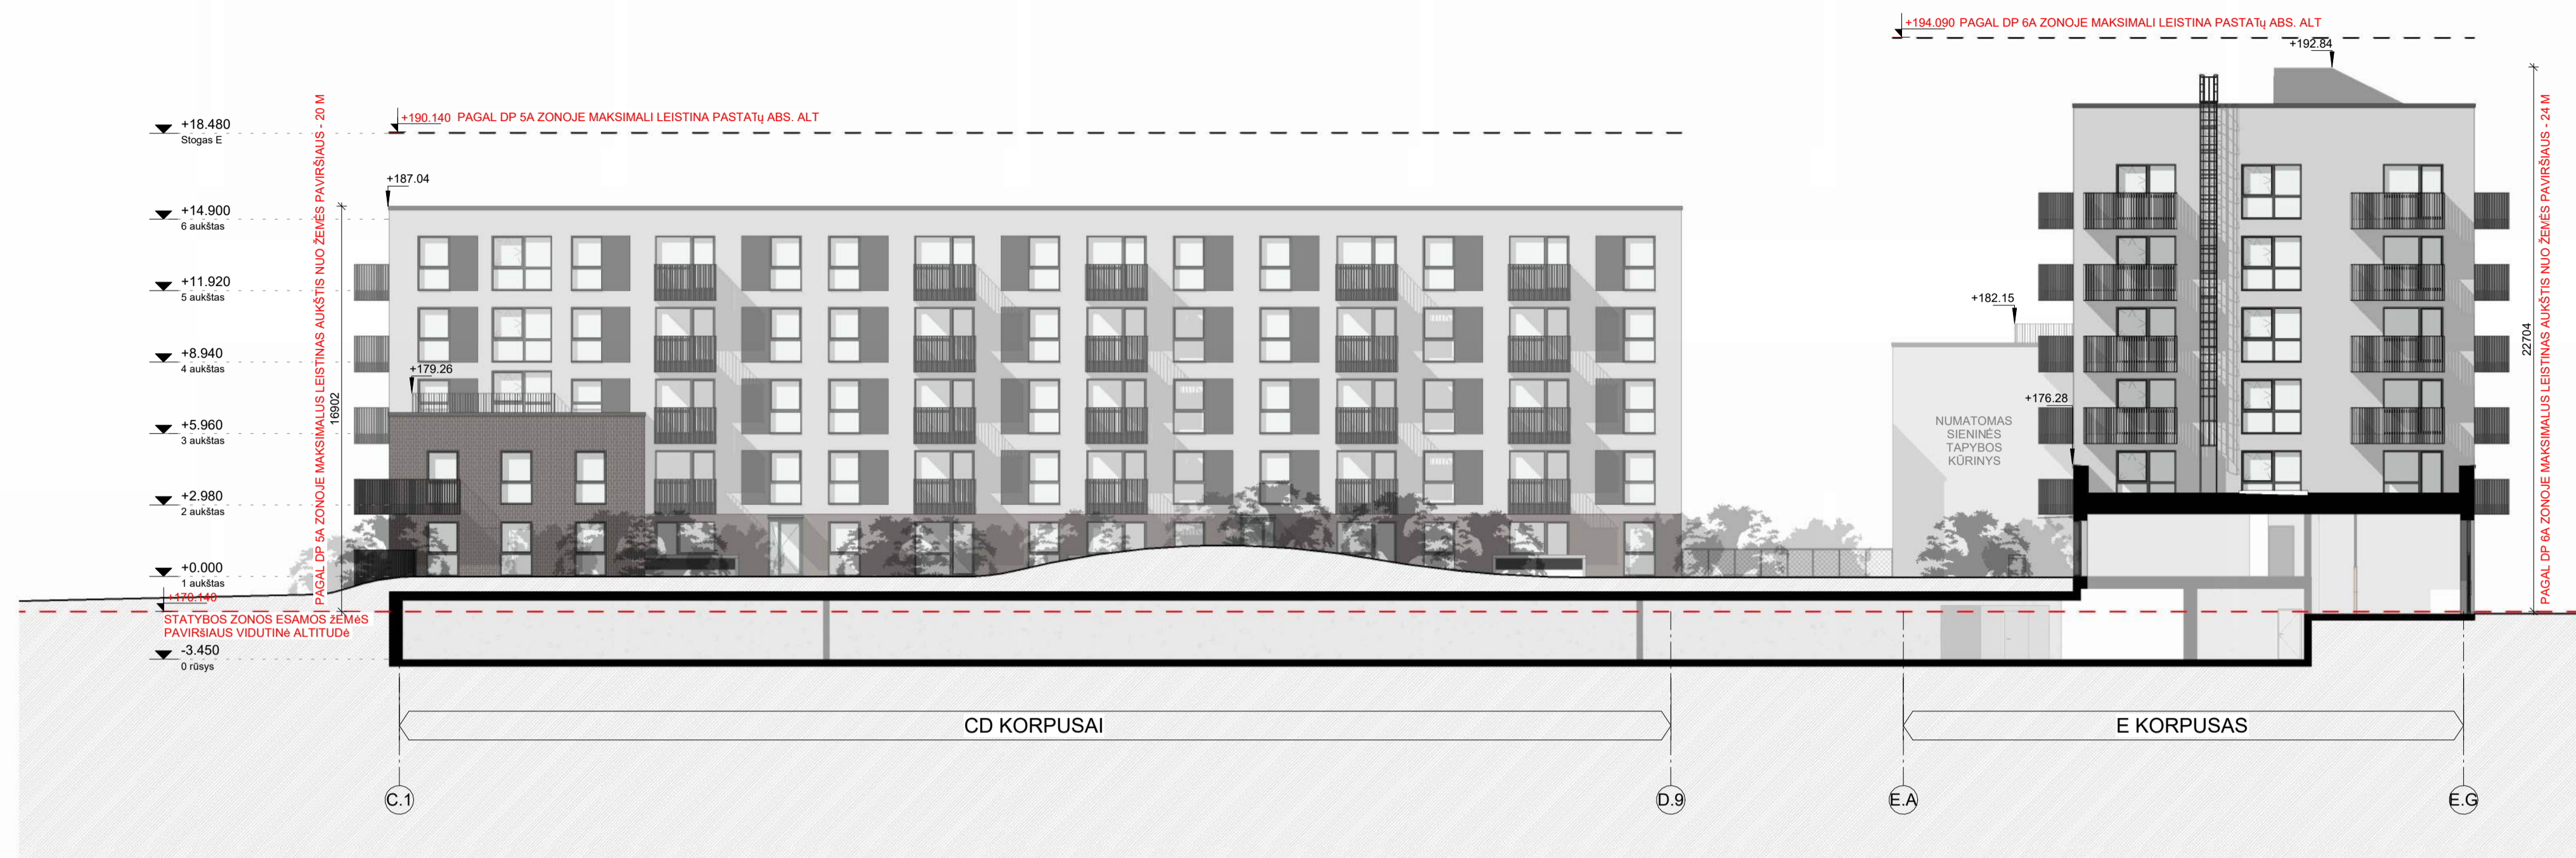 +194.090 PAGAL DP 6A ZONOJE MAKSIMALI LEISTINA PASTATų ABS. ALT
+192.84
+190.140 PAGAL DP 5A ZONOJE MAKSIMALI LEISTINA PASTATų ABS. ALT
+187.04
+18.480
Stogas E
+14.900
6 aukštas
+11.920
5 aukštas
+8.940
4 aukštas
+5.960
3 aukštas
+2.980
2 aukštas
+0.000
1 aukštas
+170.140
STATYBOS ZONOS ESAMOS žEMėS
PAVIRšIAUS VIDUTINė ALTITUDė
-3.450
0 rūsys
PAGAL DP 5A ZONOJE MAKSIMALUS LEISTINAS AUKŠTIS NUO ŽEMĖS PAVIRŠIAUS - 20 M
16902
+179.26
+182.15
+176.28
NUMATOMAS
SIENINĖS
TAPYBOS
KŪRINYS
22704
PAGAL DP 6A ZONOJE MAKSIMALUS LEISTINAS AUKŠTIS NUO ŽEMĖS PAVIRŠIAUS - 24 M
CD KORPUSAI
E KORPUSAS
C.1
D.9
E.A
E.G